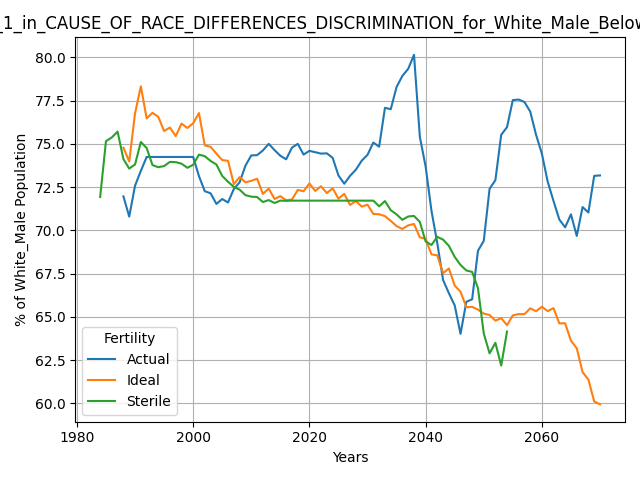 _1_in_CAUSE_OF_RACE_DIFFERENCES_DISCRIMINATION_for_White_Male_Below
80.0
77.5
75.0
72.5
70.0
67.5
65.0
62.5
60.0
% of White_Male Population
Fertility
Actual
Ideal
Sterile
1980 2000 2020 2040 2060
Years